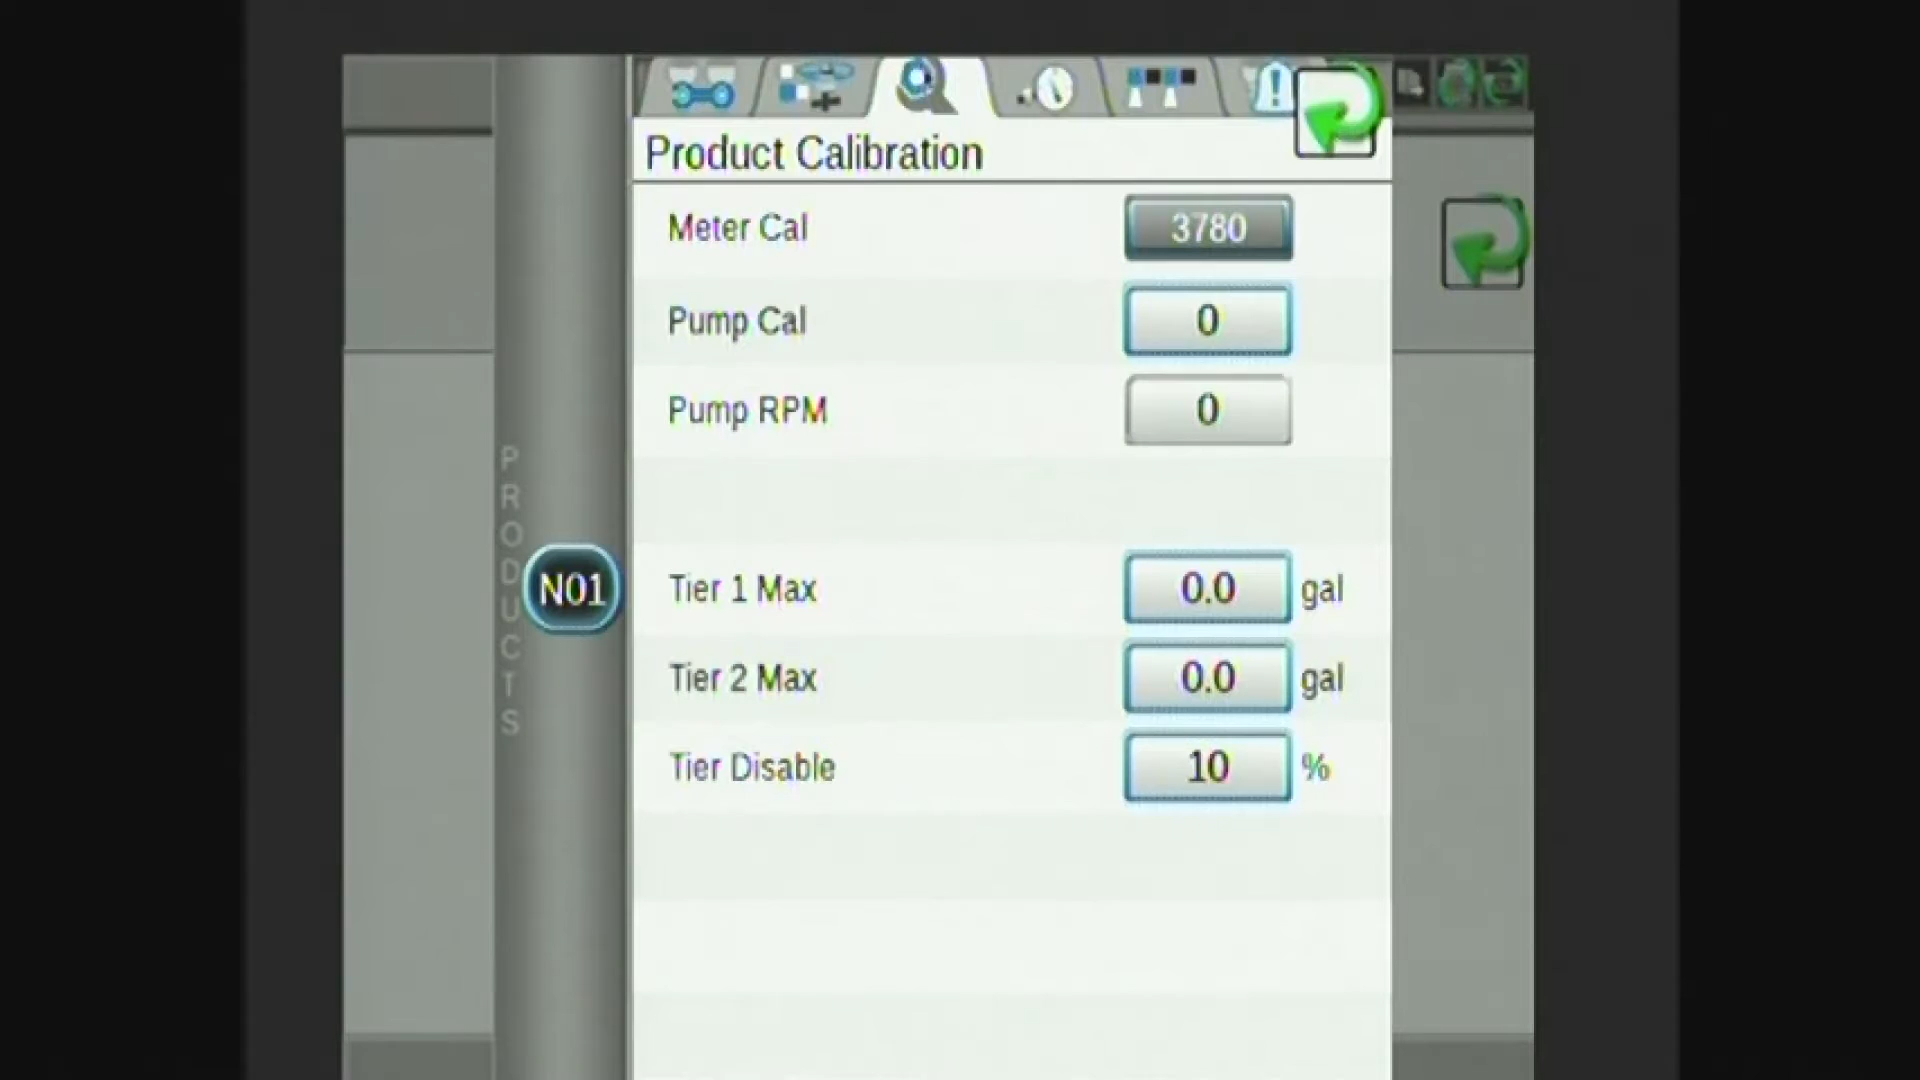 Product Calibration
Meter Cal 3780
Pump Cal 0
Pump RPM 0
PRODUCTS
N01
Tier 1 Max 0.0 gal
Tier 2 Max 0.0 gal
Tier Disable 10 %